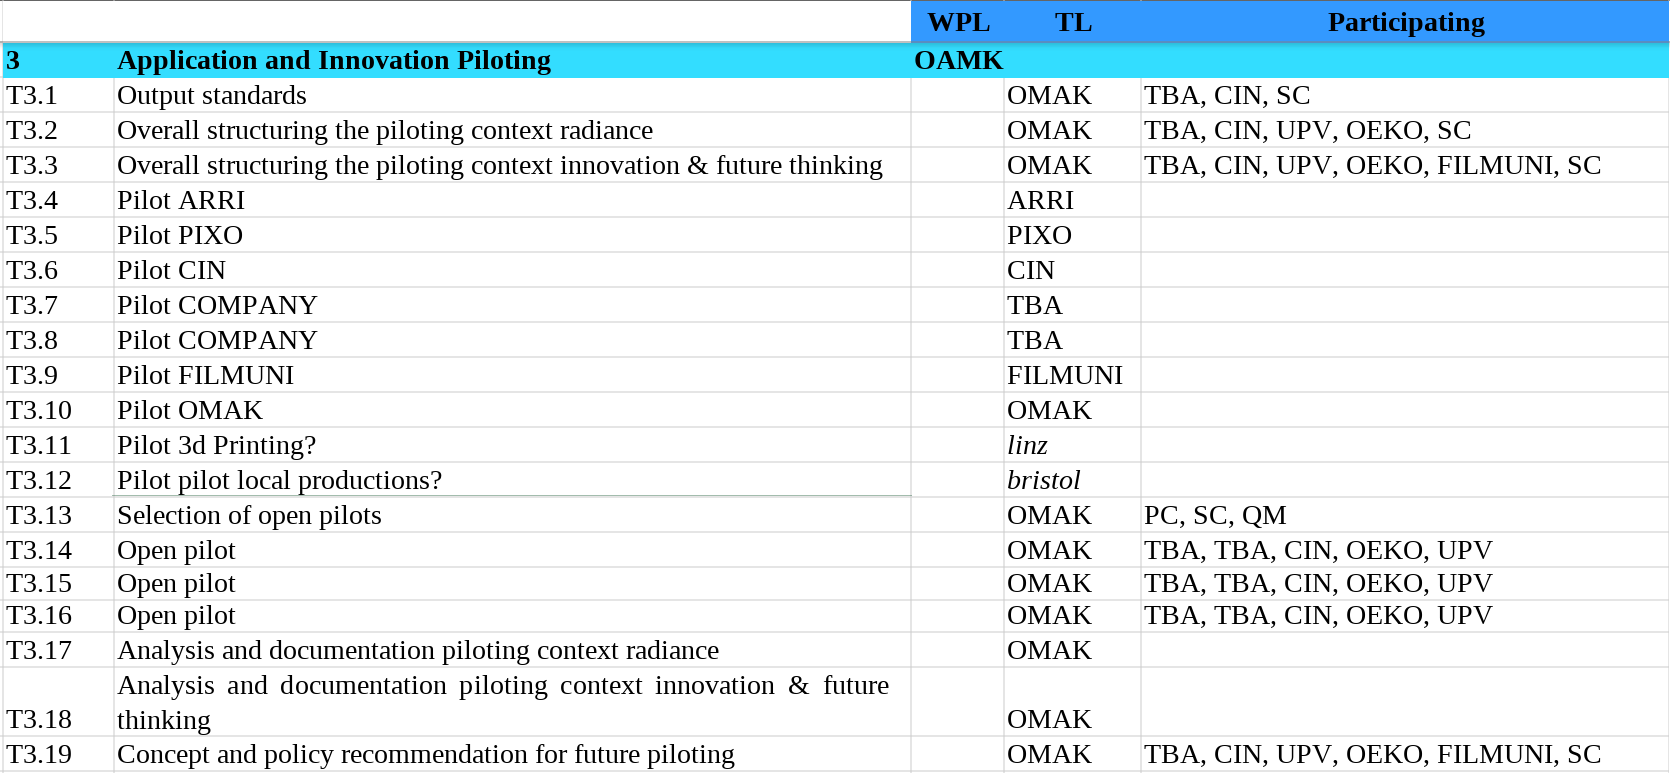 WPL TL Participating
3 Application and Innovation Piloting OAMK
T3.1 Output standards OMAK TBA, CIN, SC
T3.2 Overall structuring the piloting context radiance OMAK TBA, CIN, UPV, OEKO, SC
T3.3 Overall structuring the piloting context innovation & future thinking OMAK TBA, CIN, UPV, OEKO, FILMUNI, SC
T3.4 Pilot ARRI ARRI
T3.5 Pilot PIXO PIXO
T3.6 Pilot CIN CIN
T3.7 Pilot COMPANY TBA
T3.8 Pilot COMPANY TBA
T3.9 Pilot FILMUNI FILMUNI
T3.10 Pilot OMAK OMAK
T3.11 Pilot 3d Printing? linz
T3.12 Pilot pilot local productions? bristol
T3.13 Selection of open pilots OMAK PC, SC, QM
T3.14 Open pilot OMAK TBA, TBA, CIN, OEKO, UPV
T3.15 Open pilot OMAK TBA, TBA, CIN, OEKO, UPV
T3.16 Open pilot OMAK TBA, TBA, CIN, OEKO, UPV
T3.17 Analysis and documentation piloting context radiance OMAK
Analysis and documentation piloting context innovation & future
T3.18 thinking OMAK
T3.19 Concept and policy recommendation for future piloting OMAK TBA, CIN, UPV, OEKO, FILMUNI, SC